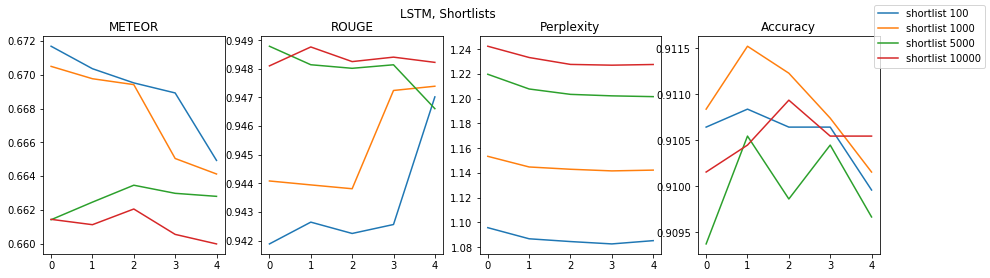 LSTM, Shortlists
METEOR
0.672
0.670
0.668
0.666
0.664
0.662
0.660
0 1 2 3 4
ROUGE
0.949
0.948
0.947
0.946
0.945
0.944
0.943
0.942
0 1 2 3 4
Perplexity
1.24
1.22
1.20
1.18
1.16
1.14
1.12
1.10
1.08
0 1 2 3 4
Accuracy
0.9115
0.9110
0.9105
0.9100
0.9095
0 1 2 3 4
shortlist 100
shortlist 1000
shortlist 5000
shortlist 10000